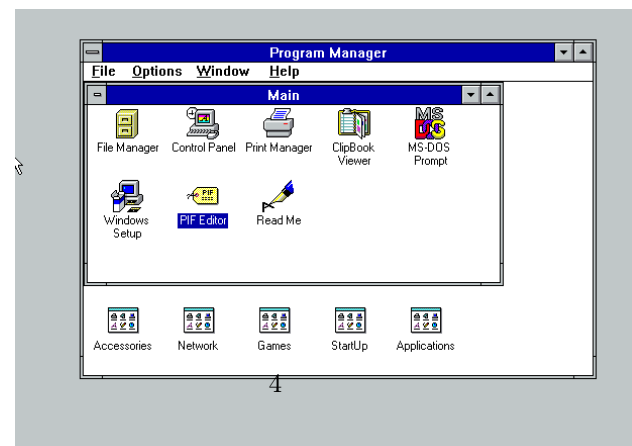 Program Manager
File Options Window Help
Main
File Manager Control Panel Print Manager ClipBook Viewer MS-DOS Prompt
MS
DOS
Windows Setup PIF Editor Read Me
PIF
Accessories Network Games StartUp Applications
4